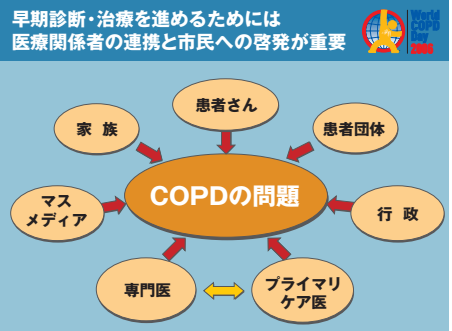 早期診断・治療を進めるためには
医療関係者の連携と市民への啓発が重要
World
COPD
Day
患者さん
家 族
患者団体
COPDの問題
マス
メディア
行 政
専門医
プライマリ
ケア医